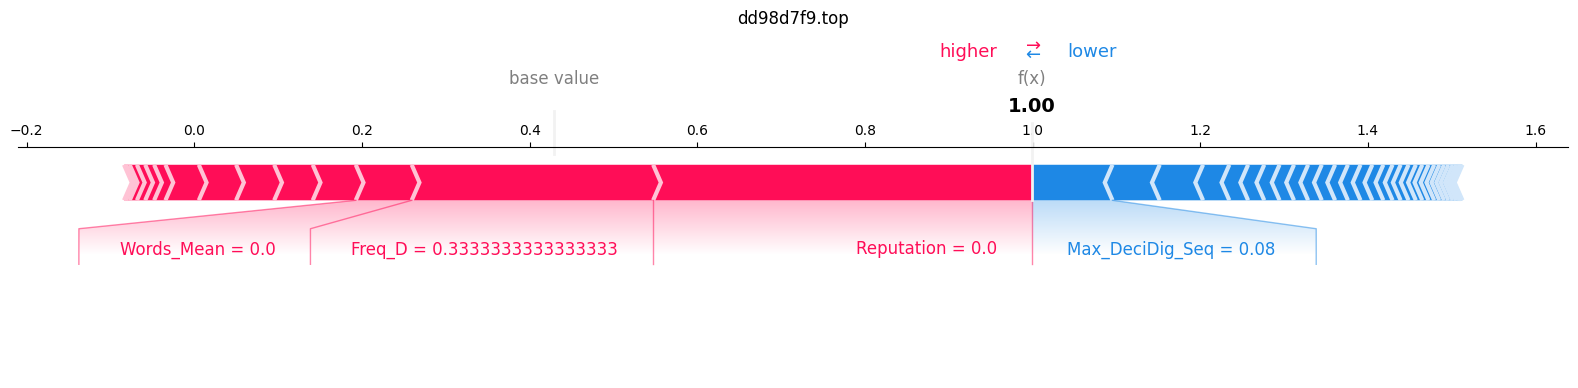 dd98d7f9.top
higher ⇄ lower
base value f(x)
1.00
−0.2 0.0 0.2 0.4 0.6 0.8 1.0 1.2 1.4 1.6
Words_Mean = 0.0 Freq_D = 0.3333333333333333 Reputation = 0.0 Max_DeciDig_Seq = 0.08